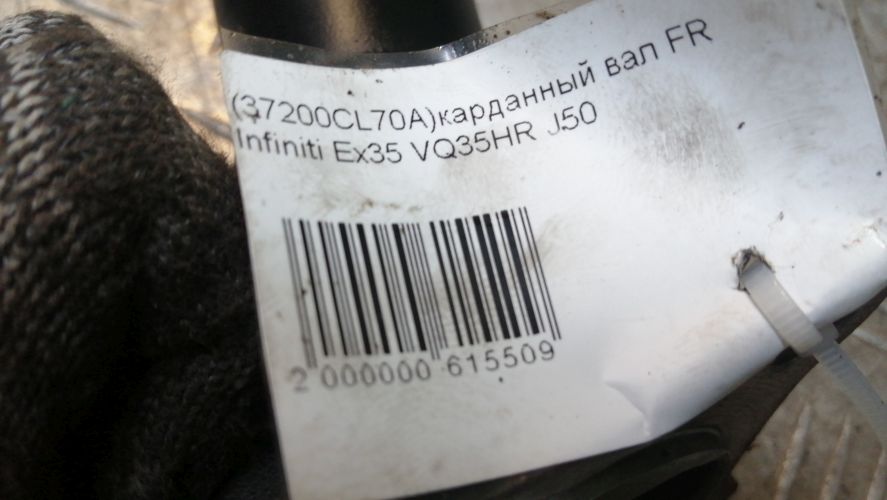 (37200CL70A)карданный вал FR
Infiniti Ex35 VQ35HR J50
2 000000 615509